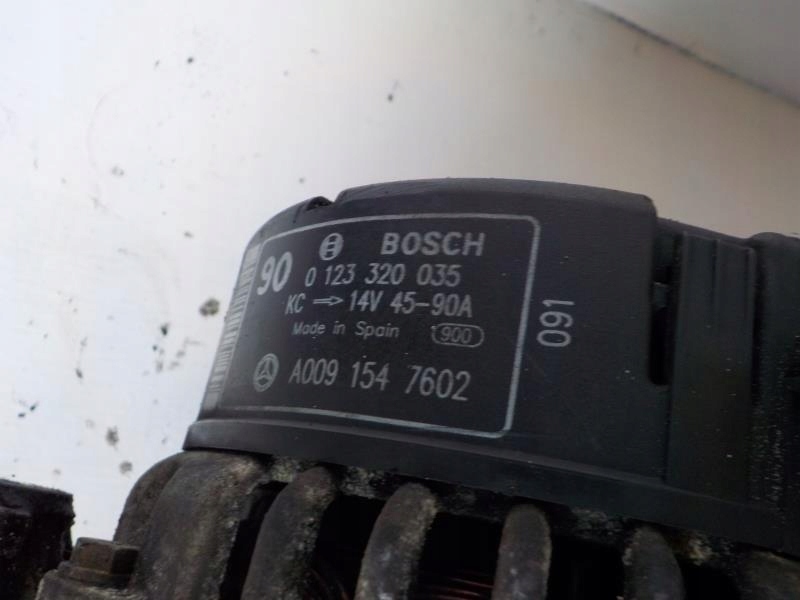 90 BOSCH
0 123 320 035
KC → 14V 45-90A
Made in Spain 900
A009 154 7602
091